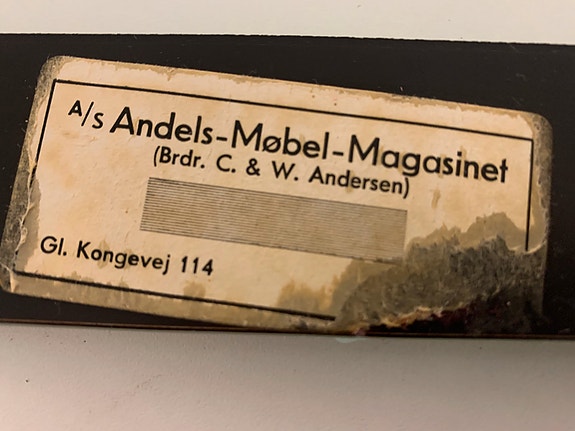 A/s Andels-Møbel-Magasinet
(Brdr. C. & W. Andersen)
Gl. Kongevej 114